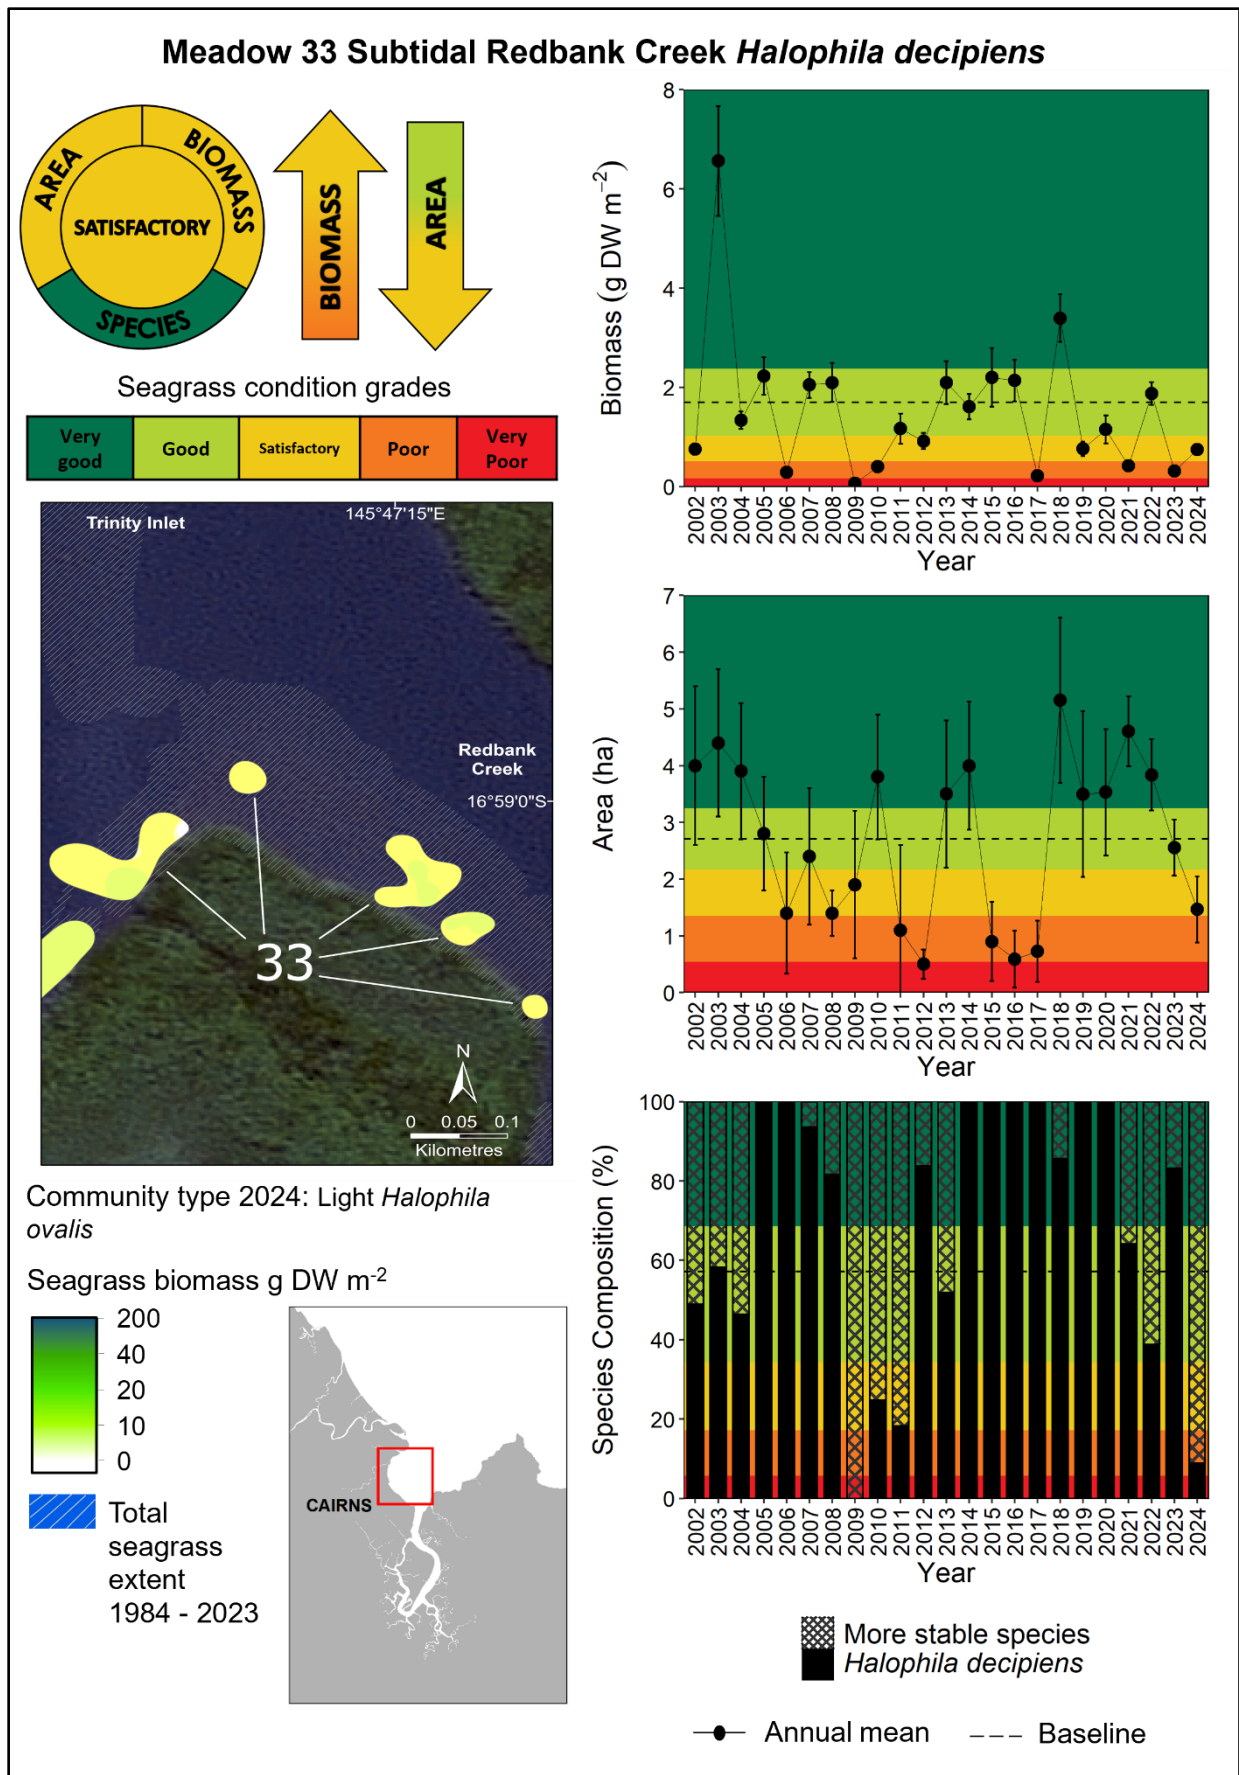 Meadow 33 Subtidal Redbank Creek Halophila decipiens
AREA
BIOMASS
SATISFACTORY
SPECIES
BIOMASS
AREA
Seagrass condition grades
Very good
Good
Satisfactory
Poor
Very Poor
Trinity Inlet
145°47'15"E
Redbank
Creek
16°59'0"S
33
N
0 0.05 0.1
Kilometres
Community type 2024: Light Halophila
ovalis
Seagrass biomass g DW m-2
200
40
20
10
0
Total
seagrass
extent
1984 - 2023
CAIRNS
Biomass (g DW m−2)
8
6
4
2
0
2002 2003 2004 2005 2006 2007 2008 2009 2010 2011 2012 2013 2014 2015 2016 2017 2018 2019 2020 2021 2022 2023 2024
Year
Area (ha)
7
6
5
4
3
2
1
0
2002 2003 2004 2005 2006 2007 2008 2009 2010 2011 2012 2013 2014 2015 2016 2017 2018 2019 2020 2021 2022 2023 2024
Year
Species Composition (%)
100
80
60
40
20
0
2002 2003 2004 2005 2006 2007 2008 2009 2010 2011 2012 2013 2014 2015 2016 2017 2018 2019 2020 2021 2022 2023 2024
Year
More stable species
Halophila decipiens
Annual mean
Baseline